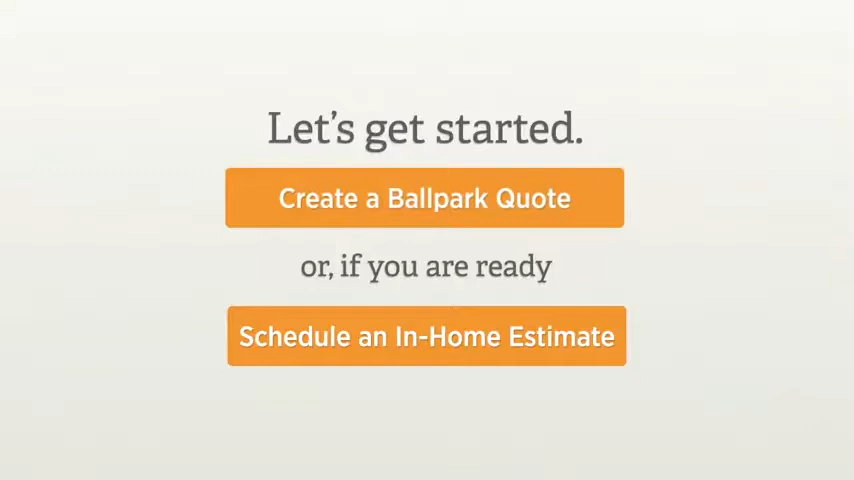 Let's get started.
Create a Ballpark Quote
or, if you are ready
Schedule an In-Home Estimate